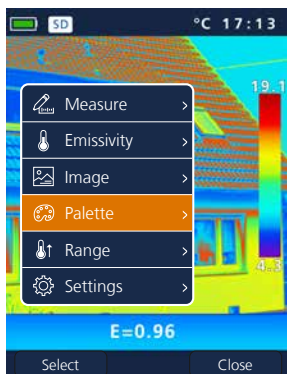 SD °C 17:13
19.1
Measure
Emissivity
Image
Palette
Range
Settings
4.3
E=0.96
Select Close